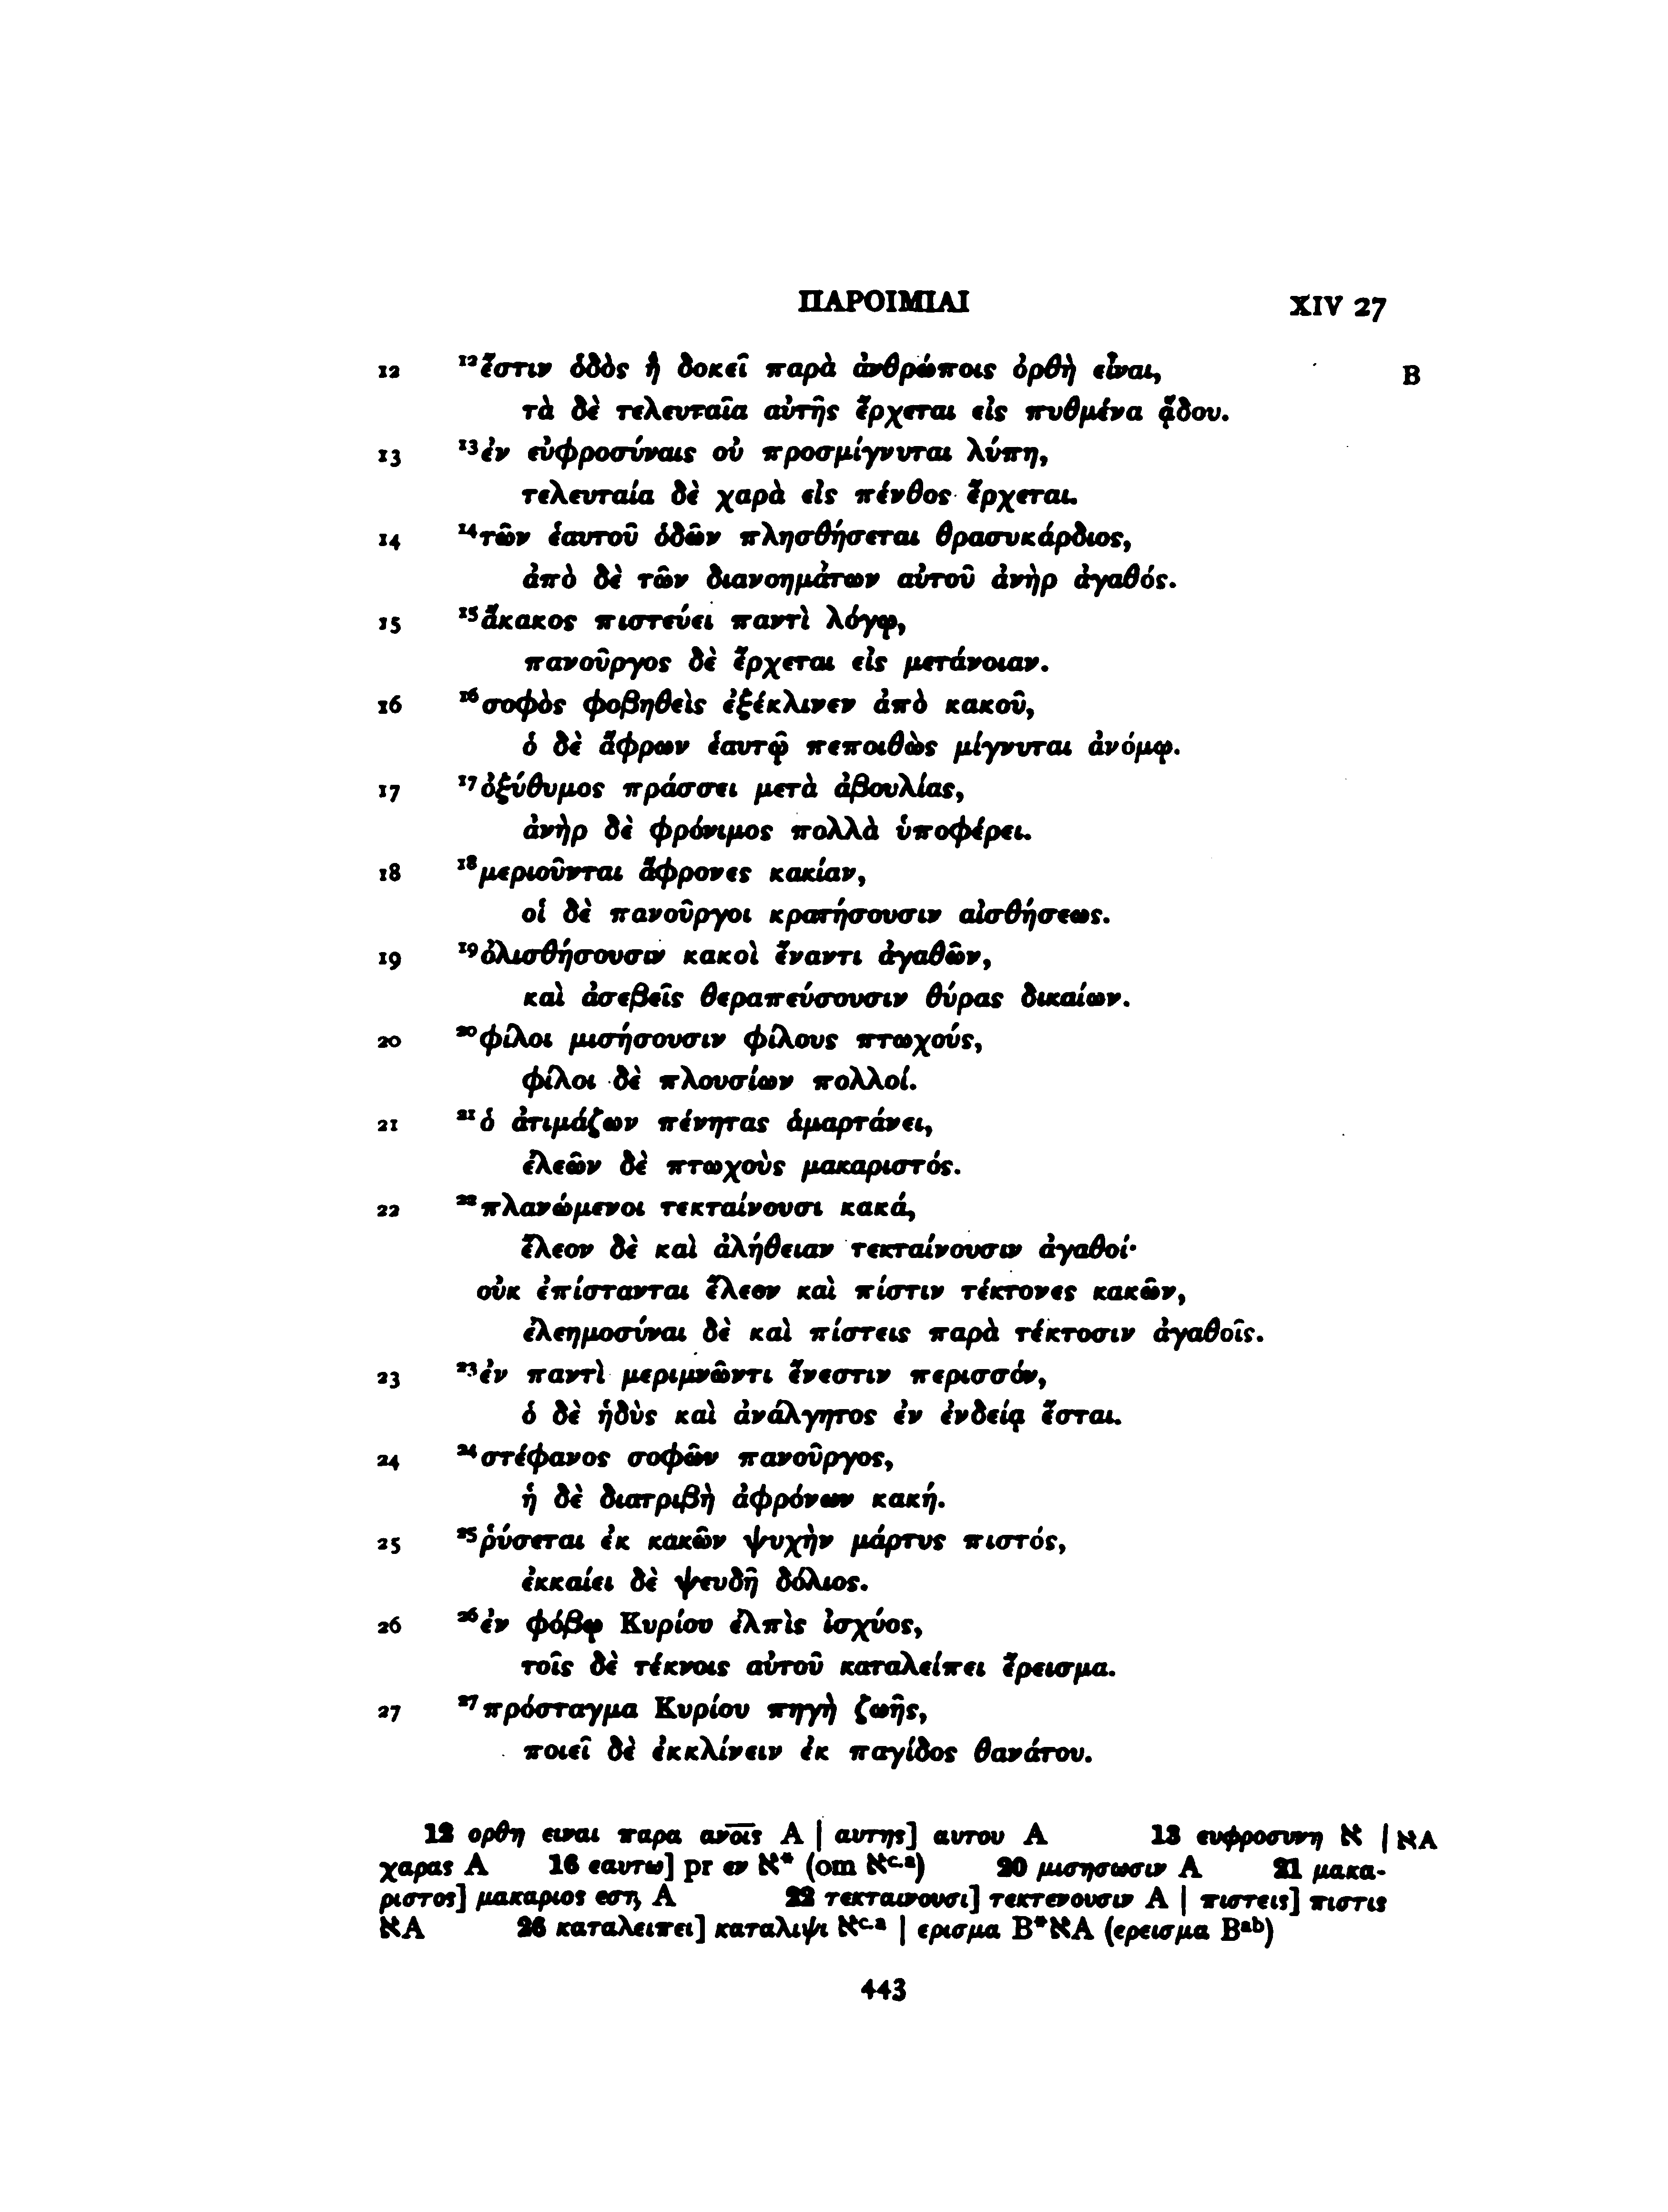 ΠΑΡΟΙΜΙΑΙ XIV 27
12 ¹²ἔστιν ὁδὸς ἣ δοκεῖ παρὰ ἀνθρώποις ὀρθὴ εἶναι, B
τὰ δὲ τελευταῖα αὐτῆς ἔρχεται εἰς πυθμένα ᾅδου.
13 ¹³ἐν εὐφροσύναις οὐ προσμίγνυται λύπη,
τελευταία δὲ χαρὰ εἰς πένθος ἔρχεται.
14 ¹⁴τῶν ἑαυτοῦ ὁδῶν πλησθήσεται θρασυκάρδιος,
ἀπὸ δὲ τῶν διανοημάτων αὐτοῦ ἀνὴρ ἀγαθός.
15 ¹⁵ἄκακος πιστεύει παντὶ λόγῳ,
πανοῦργος δὲ ἔρχεται εἰς μετάνοιαν.
16 ¹⁶σοφὸς φοβηθεὶς ἐξέκλινεν ἀπὸ κακοῦ,
ὁ δὲ ἄφρων ἑαυτῷ πεποιθὼς μίγνυται ἀνόμῳ.
17 ¹⁷ὀξύθυμος πράσσει μετὰ ἀβουλίας,
ἀνὴρ δὲ φρόνιμος πολλὰ ὑποφέρει.
18 ¹⁸μεριοῦνται ἄφρονες κακίαν,
οἱ δὲ πανοῦργοι κρατήσουσιν αἰσθήσεως.
19 ¹⁹ὀλισθήσουσιν κακοὶ ἔναντι ἀγαθῶν,
καὶ ἀσεβεῖς θεραπεύσουσιν θύρας δικαίων.
20 ²⁰φίλοι μισήσουσιν φίλους πτωχούς,
φίλοι δὲ πλουσίων πολλοί.
21 ²¹ὁ ἀτιμάζων πένητας ἁμαρτάνει,
ἐλεῶν δὲ πτωχοὺς μακαριστός.
22 ²²πλανώμενοι τεκταίνουσι κακά,
ἔλεον δὲ καὶ ἀλήθειαν τεκταίνουσιν ἀγαθοί·
οὐκ ἐπίστανται ἔλεον καὶ πίστιν τέκτονες κακῶν,
ἐλεημοσύναι δὲ καὶ πίστεις παρὰ τέκτοσιν ἀγαθοῖς.
23 ²³ἐν παντὶ μεριμνῶντι ἔνεστιν περισσόν,
ὁ δὲ ἡδὺς καὶ ἀνάλγητος ἐν ἐνδείᾳ ἔσται.
24 ²⁴στέφανος σοφῶν πανοῦργος,
ἡ δὲ διατριβὴ ἀφρόνων κακή.
25 ²⁵ῥύσεται ἐκ κακῶν ψυχὴν μάρτυς πιστός,
ἐκκαίει δὲ ψευδῆ δόλιος.
26 ²⁶ἐν φόβῳ Κυρίου ἐλπὶς ἰσχύος,
τοῖς δὲ τέκνοις αὐτοῦ καταλείπει ἔρεισμα.
27 ²⁷πρόσταγμα Κυρίου πηγὴ ζωῆς,
ποιεῖ δὲ ἐκκλίνειν ἐκ παγίδος θανάτου.
12 ορθη ειναι παρα ανο̅ι̅ς A | αυτης] αυτου A 13 ευφροσυνη א | אA
χαρας A 16 εαυτω] pr εν א* (om אᶜ·ᵃ) 20 μισησωσιν A 21 μακα-
ριστος] μακαριος εστ, A 22 τεκταινουσι] τεκτενουσιν A | πιστεις] πιστις
אA 26 καταλειπει] καταλιψι אᶜ·ᵃ | ερισμα B*אA (ερεισμα Bᵃᵇ)
443